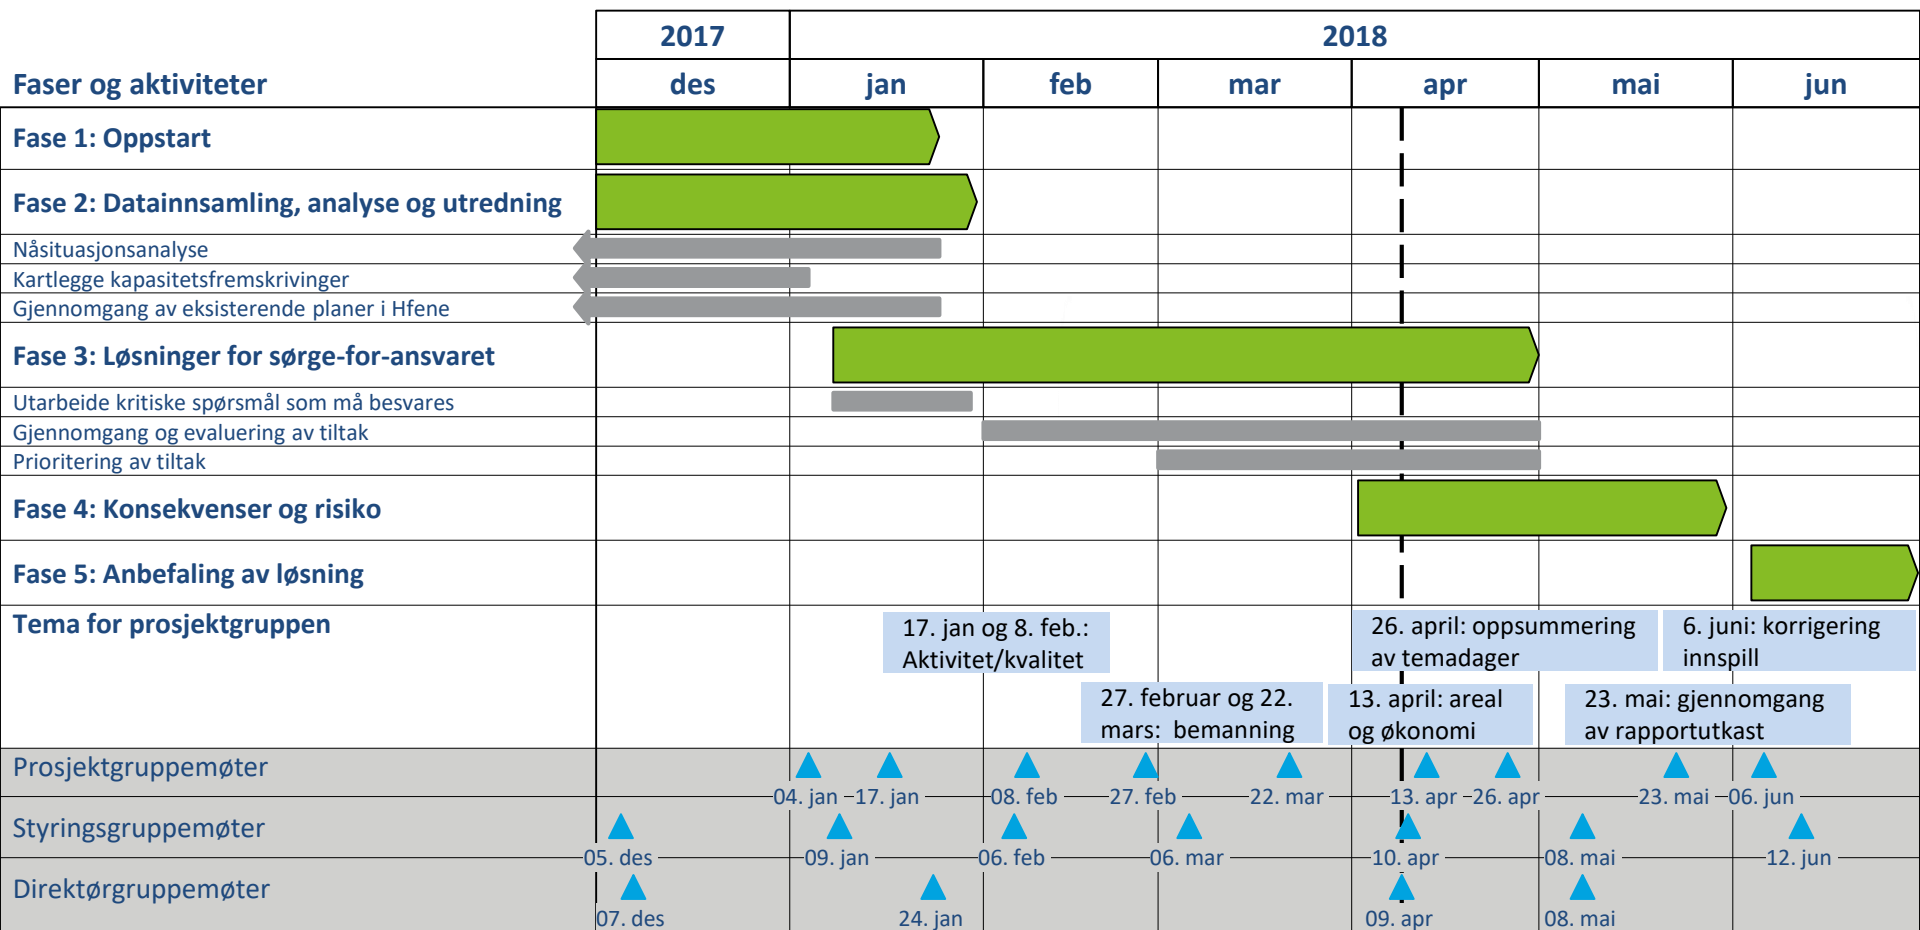 2017
2018
Faser og aktiviteter
des
jan
feb
mar
apr
mai
jun
Fase 1: Oppstart
Fase 2: Datainnsamling, analyse og utredning
Nåsituasjonsanalyse
Kartlegge kapasitetsfremskrivinger
Gjennomgang av eksisterende planer i Hfene
Fase 3: Løsninger for sørge-for-ansvaret
Utarbeide kritiske spørsmål som må besvares
Gjennomgang og evaluering av tiltak
Prioritering av tiltak
Fase 4: Konsekvenser og risiko
Fase 5: Anbefaling av løsning
Tema for prosjektgruppen
17. jan og 8. feb.:
Aktivitet/kvalitet
26. april: oppsummering
av temadager
6. juni: korrigering
innspill
27. februar og 22.
mars: bemanning
13. april: areal
og økonomi
23. mai: gjennomgang
av rapportutkast
Prosjektgruppemøter
04. jan
17. jan
08. feb
27. feb
22. mar
13. apr
26. apr
23. mai
06. jun
Styringsgruppemøter
05. des
09. jan
06. feb
06. mar
10. apr
08. mai
12. jun
Direktørgruppemøter
07. des
24. jan
09. apr
08. mai